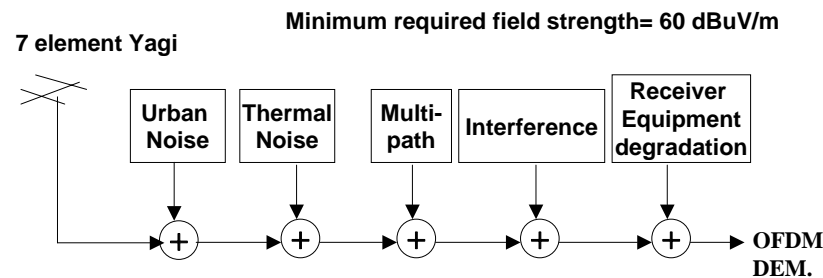 Minimum required field strength= 60 dBuV/m
7 element Yagi
Urban
Noise
Thermal
Noise
Multi-
path
Interference
Receiver
Equipment
degradation
+
+
+
+
+
OFDM
DEM.